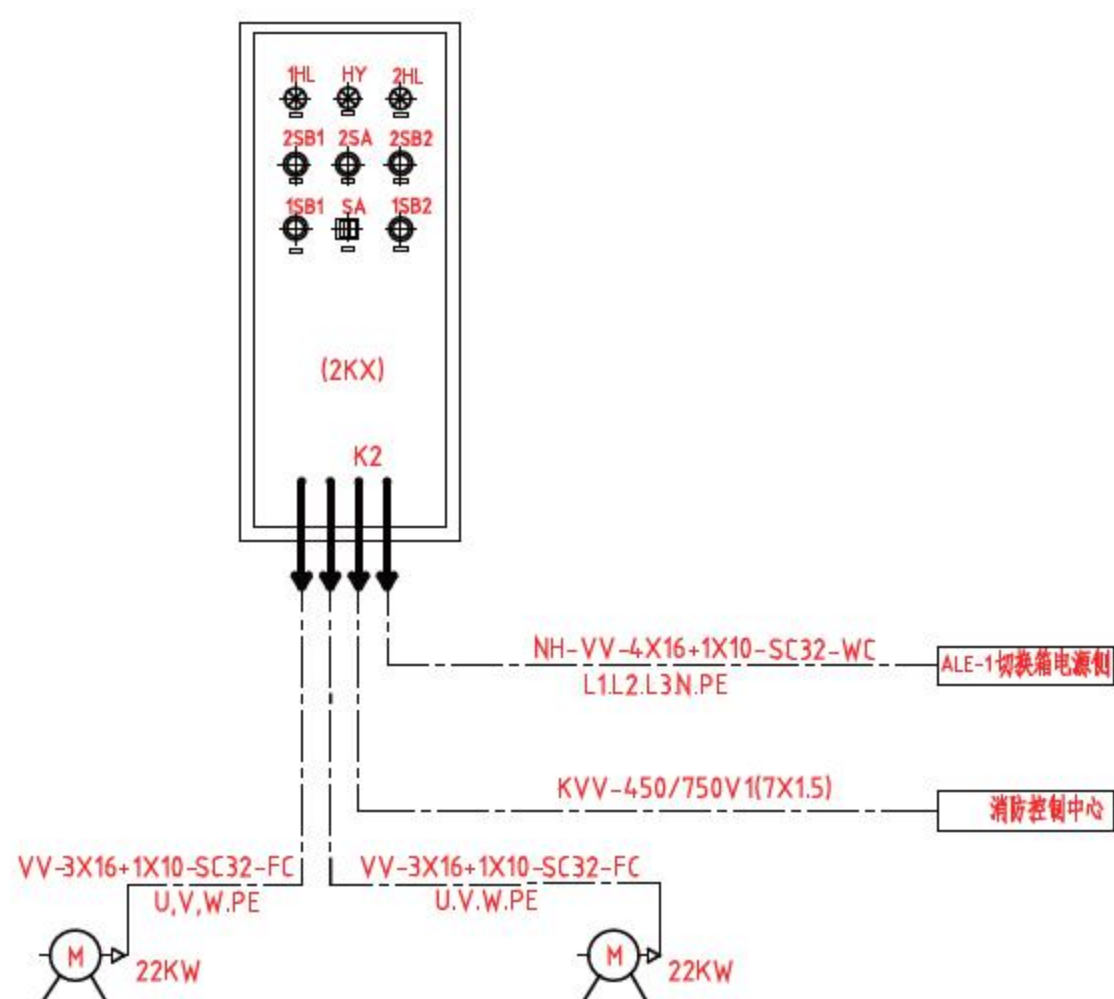 1HL HY 2HL
2SB1 2SA 2SB2
1SB1 SA 1SB2
(2KX)
K2
NH-VV-4X16+1X10-SC32-WC
L1.L2.L3.N.PE
ALE-1切换箱电源侧
KVV-450/750V1(7X1.5)
消防控制中心
VV-3X16+1X10-SC32-FC
U,V,W.PE
VV-3X16+1X10-SC32-FC
U.V.W.PE
M
22KW
M
22KW